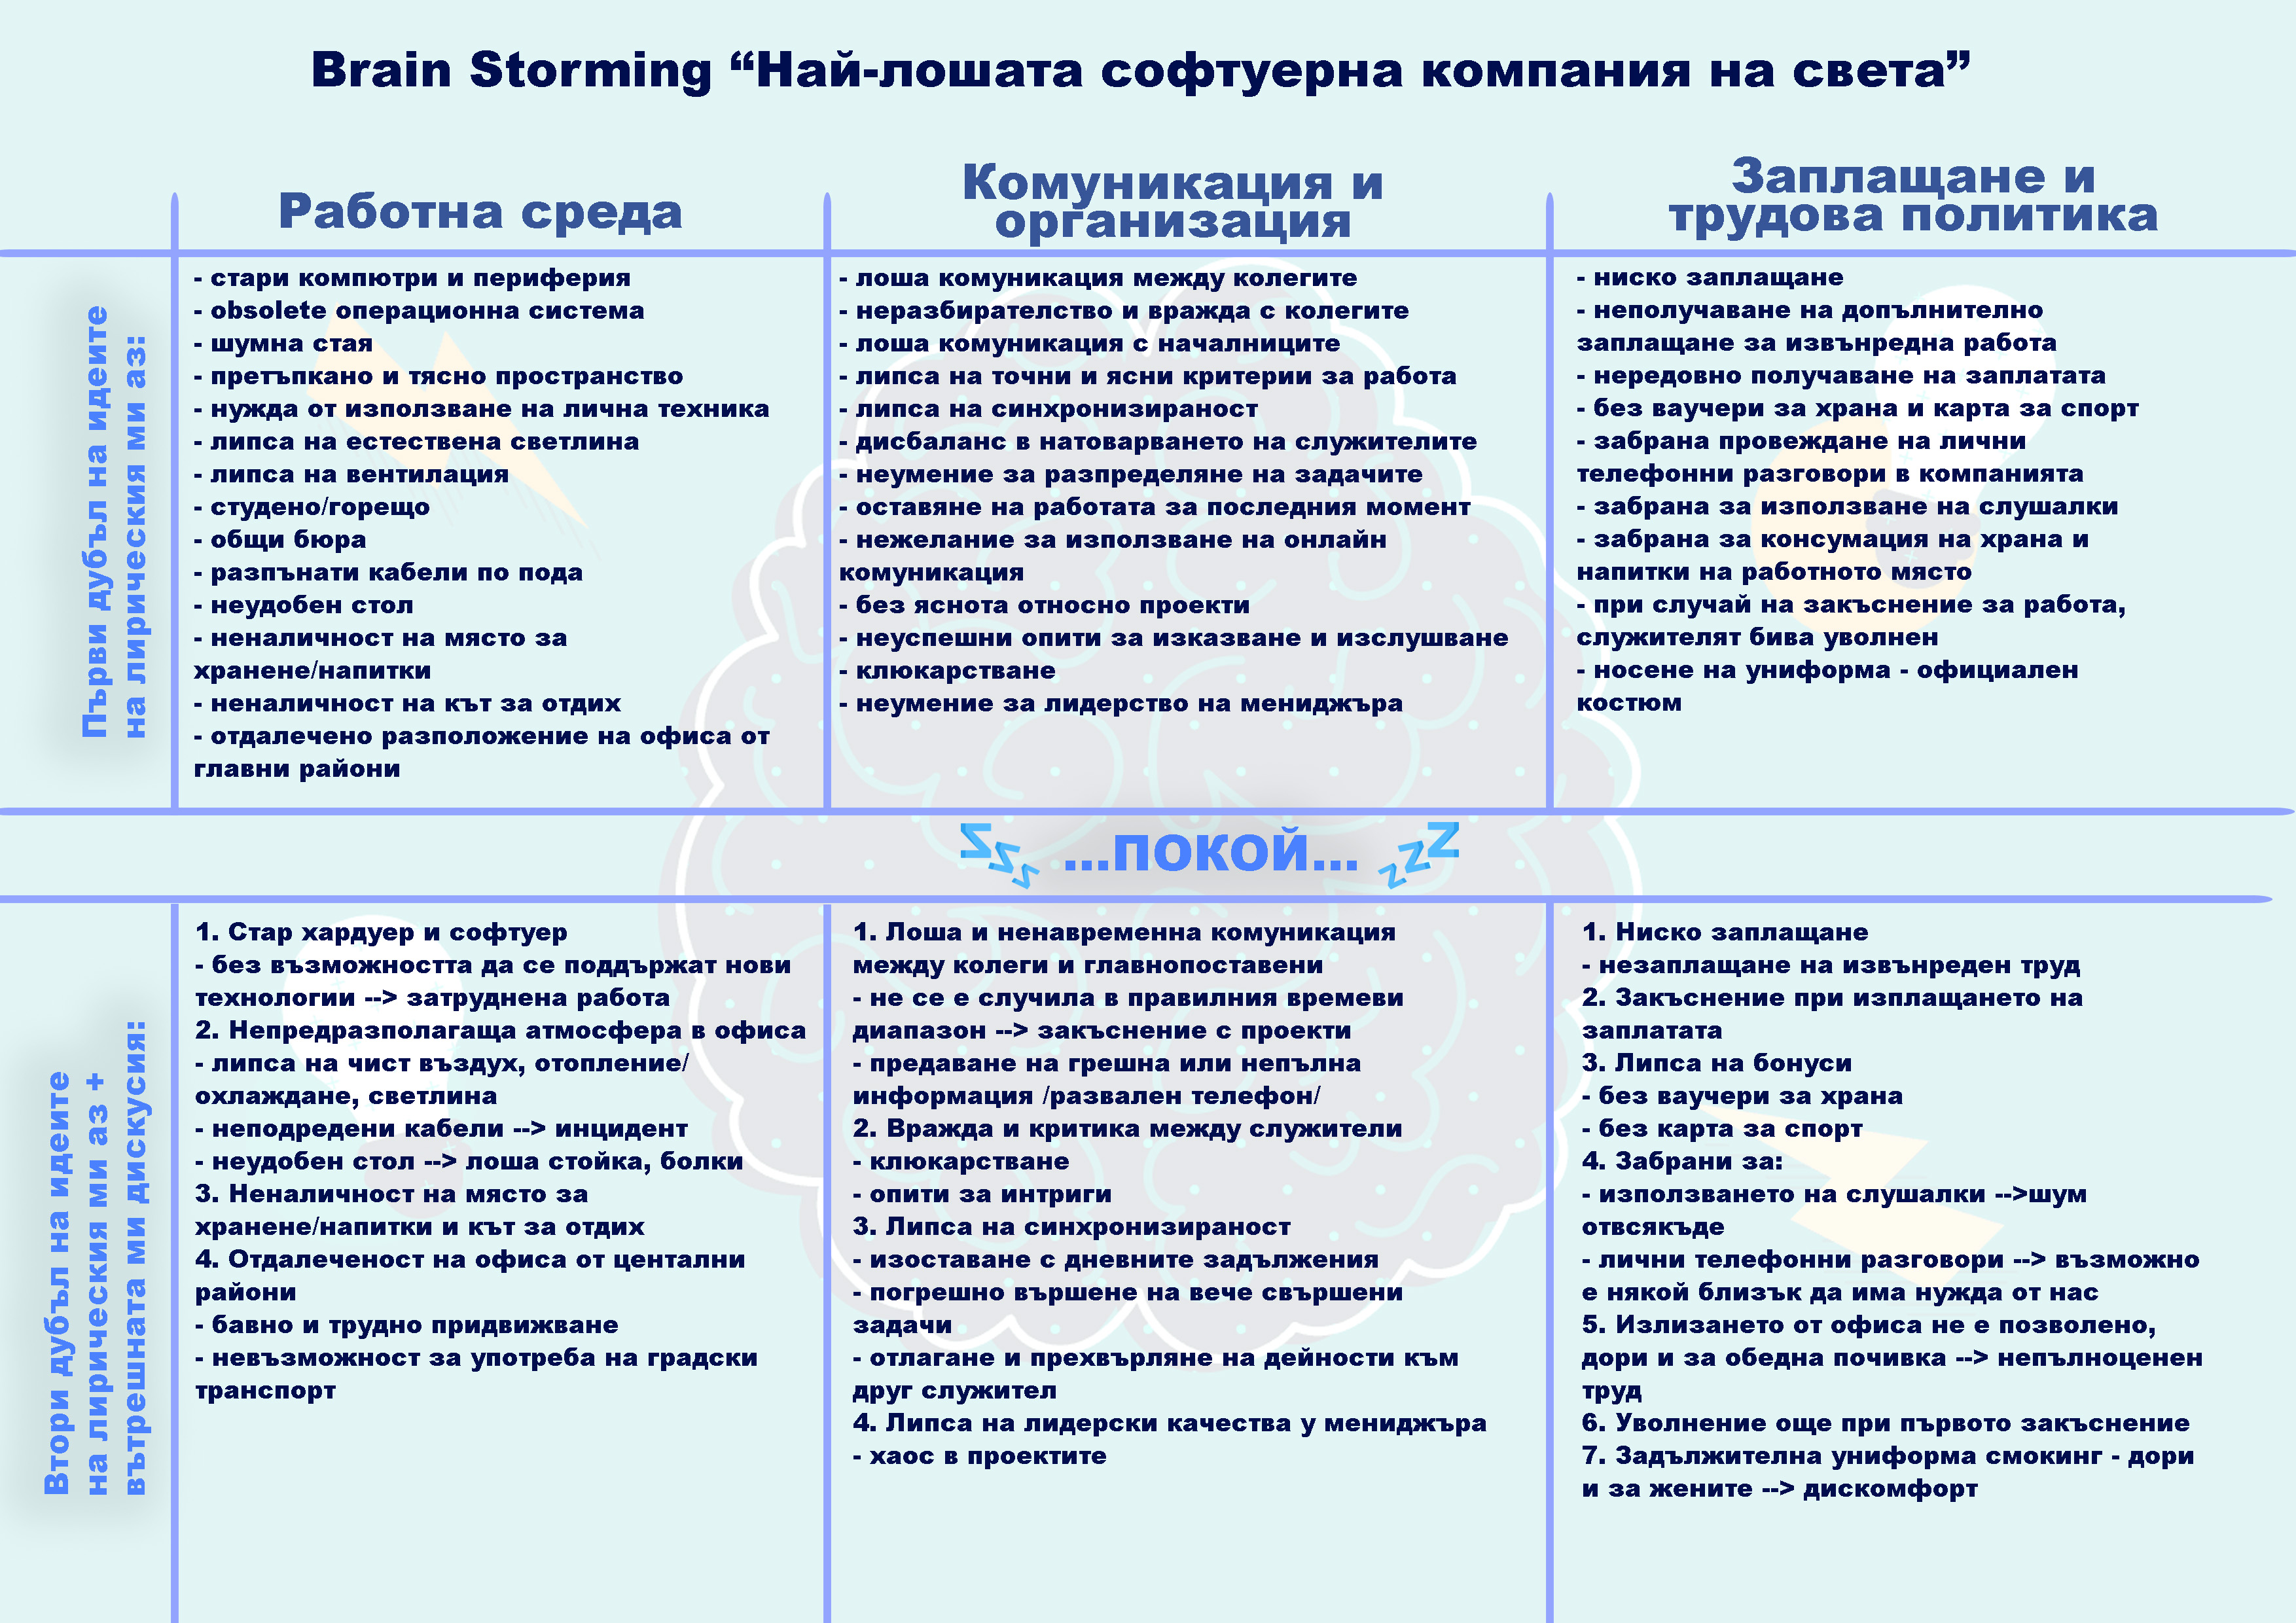 Brain Storming “Най-лошата софтуерна компания на света”
Работна среда
Комуникация и
организация
Заплащане и
трудова политика
Първи дубъл на идеите
на лирическия ми аз:
- стари компютри и периферия
- obsolete операционна система
- шумна стая
- претъпкано и тясно пространство
- нужда от използване на лична техника
- липса на естествена светлина
- липса на вентилация
- студено/горещо
- общи бюра
- разпънати кабели по пода
- неудобен стол
- неналичност на място за
хранене/напитки
- неналичност на кът за отдих
- отдалечено разположение на офиса от
главни райони
- лоша комуникация между колегите
- неразбирателство и вражда с колегите
- лоша комуникация с началниците
- липса на точни и ясни критерии за работа
- липса на синхронизираност
- дисбаланс в натоварването на служителите
- неумение за разпределяне на задачите
- оставяне на работата за последния момент
- нежелание за използване на онлайн
комуникация
- без яснота относно проекти
- неуспешни опити за изказване и изслушване
- клюкарстване
- неумение за лидерство на мениджъра
- ниско заплащане
- неполучаване на допълнително
заплащане за извънредна работа
- нередовно получаване на заплатата
- без ваучери за храна и карта за спорт
- забрана провеждане на лични
телефонни разговори в компанията
- забрана за използване на слушалки
- забрана за консумация на храна и
напитки на работното място
- при случай на закъснение за работа,
служителят бива уволнен
- носене на униформа - официален
костюм
zzz ...покой... zzz
Втори дубъл на идеите
на лирическия ми аз +
вътрешната ми дискусия:
1. Стар хардуер и софтуер
- без възможността да се поддържат нови
технологии --> затруднена работа
2. Непредразполагаща атмосфера в офиса
- липса на чист въздух, отопление/
охлаждане, светлина
- неподредени кабели --> инцидент
- неудобен стол --> лоша стойка, болки
3. Неналичност на място за
хранене/напитки и кът за отдих
4. Отдалеченост на офиса от центални
райони
- бавно и трудно придвижване
- невъзможност за употреба на градски
транспорт
1. Лоша и ненавременна комуникация
между колеги и главнопоставени
- не се е случила в правилния времеви
диапазон --> закъснение с проекти
- предаване на грешна или непълна
информация /развален телефон/
2. Вражда и критика между служители
- клюкарстване
- опити за интриги
3. Липса на синхронизираност
- изоставане с дневните задължения
- погрешно вършене на вече свършени
задачи
- отлагане и прехвърляне на дейности към
друг служител
4. Липса на лидерски качества у мениджъра
- хаос в проектите
1. Ниско заплащане
- незаплащане на извънреден труд
2. Закъснение при изплащането на
заплатата
3. Липса на бонуси
- без ваучери за храна
- без карта за спорт
4. Забрани за:
- използването на слушалки -->шум
отвсякъде
- лични телефонни разговори --> възможно
е някой близък да има нужда от нас
5. Излизането от офиса не е позволено,
дори и за обедна почивка --> непълноценен
труд
6. Уволнение още при първото закъснение
7. Задължителна униформа смокинг - дори
и за жените --> дискомфорт